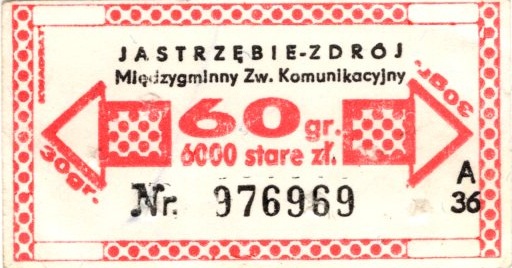 JASTRZĘBIE-ZDRÓJ
Międzygminny Zw. Komunikacyjny
30gr.
60 gr.
6000 stare zł.
30gr.
Nr. 976969
A
36